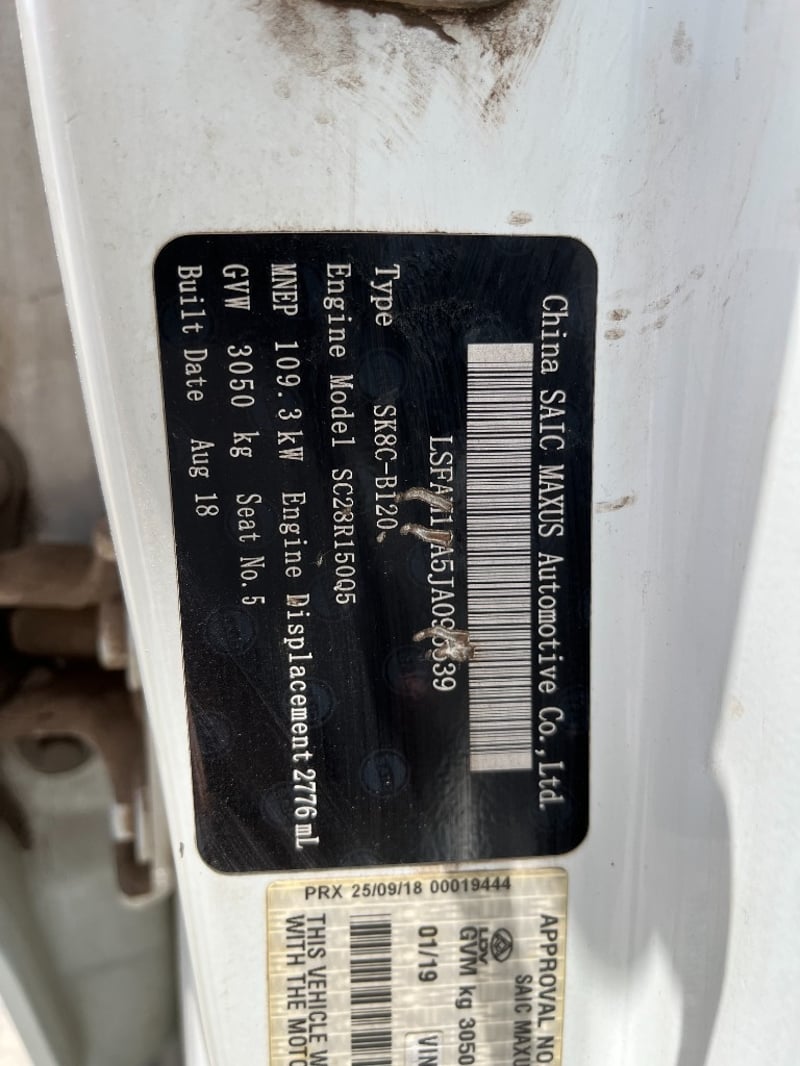 China SAIC MAXUS Automotive Co.,Ltd.
Type SK8C-B120
Engine Model SC28R150Q5
MNEP 109.3kW Engine Displacement 2776mL
GVW 3050 kg Seat No.5
Built Date Aug 18
PRX 25/09/18 00019444
APPROVAL NO.
SAIC MAXUS
LDV
GVM kg 3050
01/19 VIN
THIS VEHICLE
WITH THE